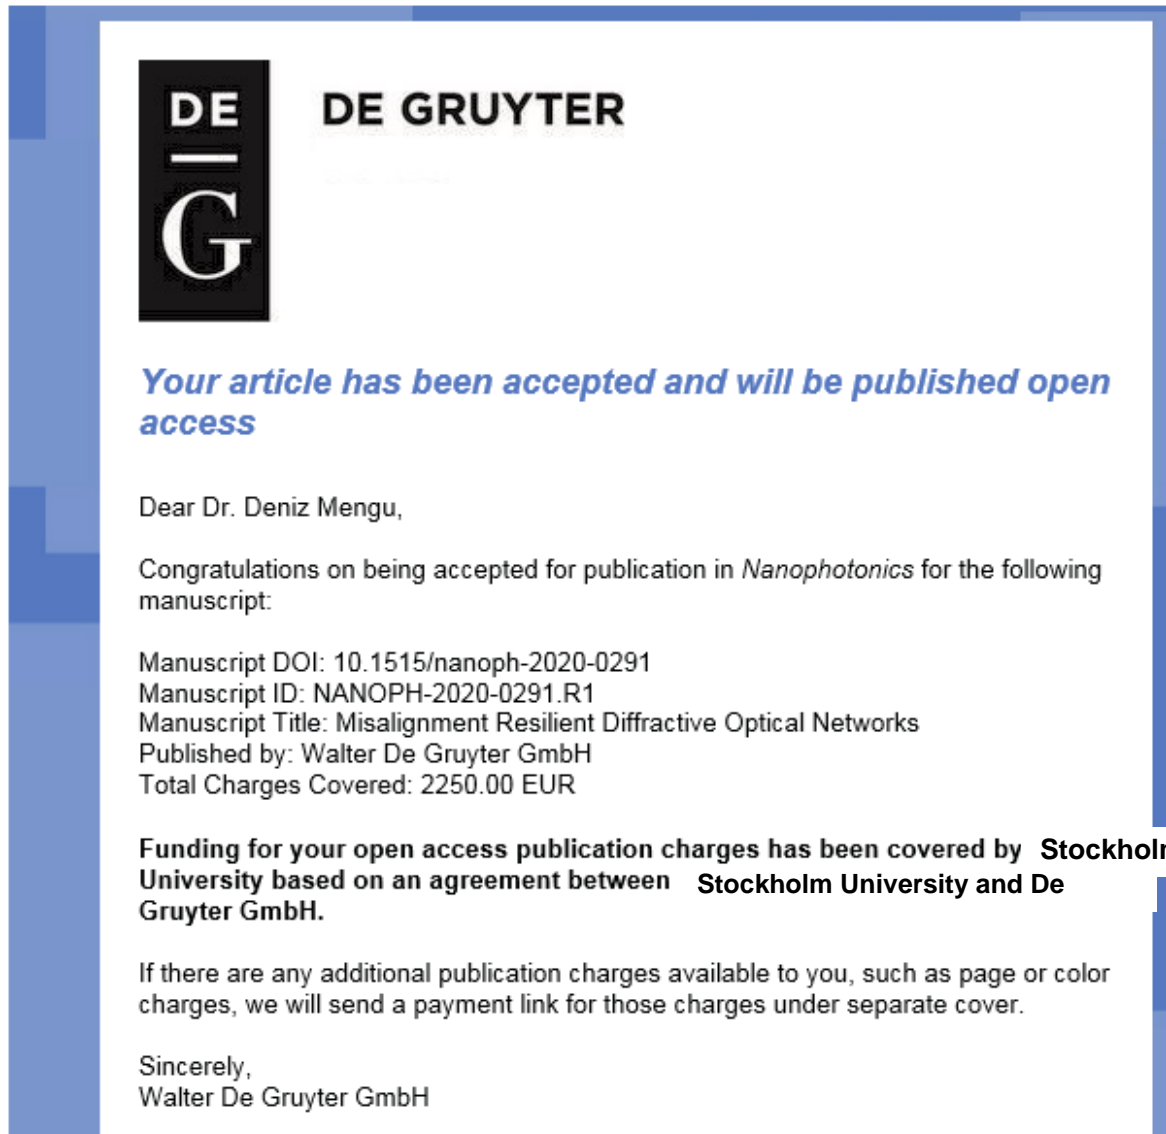 DE
G
DE GRUYTER
Your article has been accepted and will be published open
access
Dear Dr. Deniz Mengu,
Congratulations on being accepted for publication in Nanophotonics for the following
manuscript:
Manuscript DOI: 10.1515/nanoph-2020-0291
Manuscript ID: NANOPH-2020-0291.R1
Manuscript Title: Misalignment Resilient Diffractive Optical Networks
Published by: Walter De Gruyter GmbH
Total Charges Covered: 2250.00 EUR
Funding for your open access publication charges has been covered by Stockholm
University based on an agreement between Stockholm University and De
Gruyter GmbH.
If there are any additional publication charges available to you, such as page or color
charges, we will send a payment link for those charges under separate cover.
Sincerely,
Walter De Gruyter GmbH